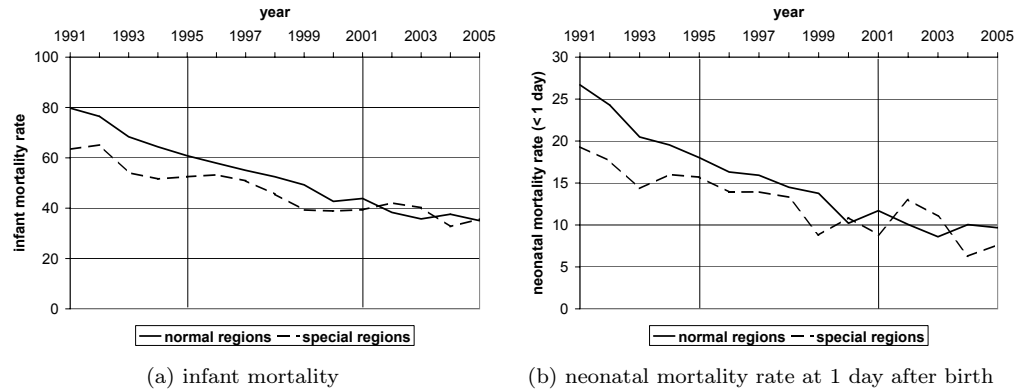 year
1991 1993 1995 1997 1999 2001 2003 2005
100
80
60
40
20
0
infant mortality rate
normal regions special regions
(a) infant mortality
year
1991 1993 1995 1997 1999 2001 2003 2005
30
25
20
15
10
5
0
neonatal mortality rate (< 1 day)
normal regions special regions
(b) neonatal mortality rate at 1 day after birth